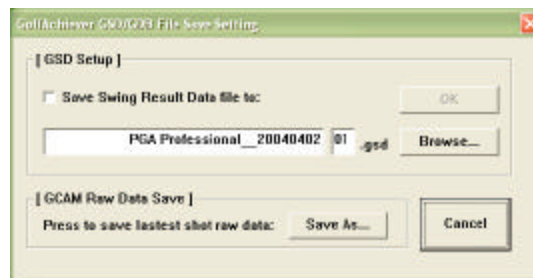 GolfAchiever GSD/GDB File Save Setting
[ GSD Setup ]
Save Swing Result Data file to:
OK
PGA Professional__20040402 01 .gsd Browse...
[ GCAM Raw Data Save ]
Press to save lastest shot raw data: Save As...
Cancel